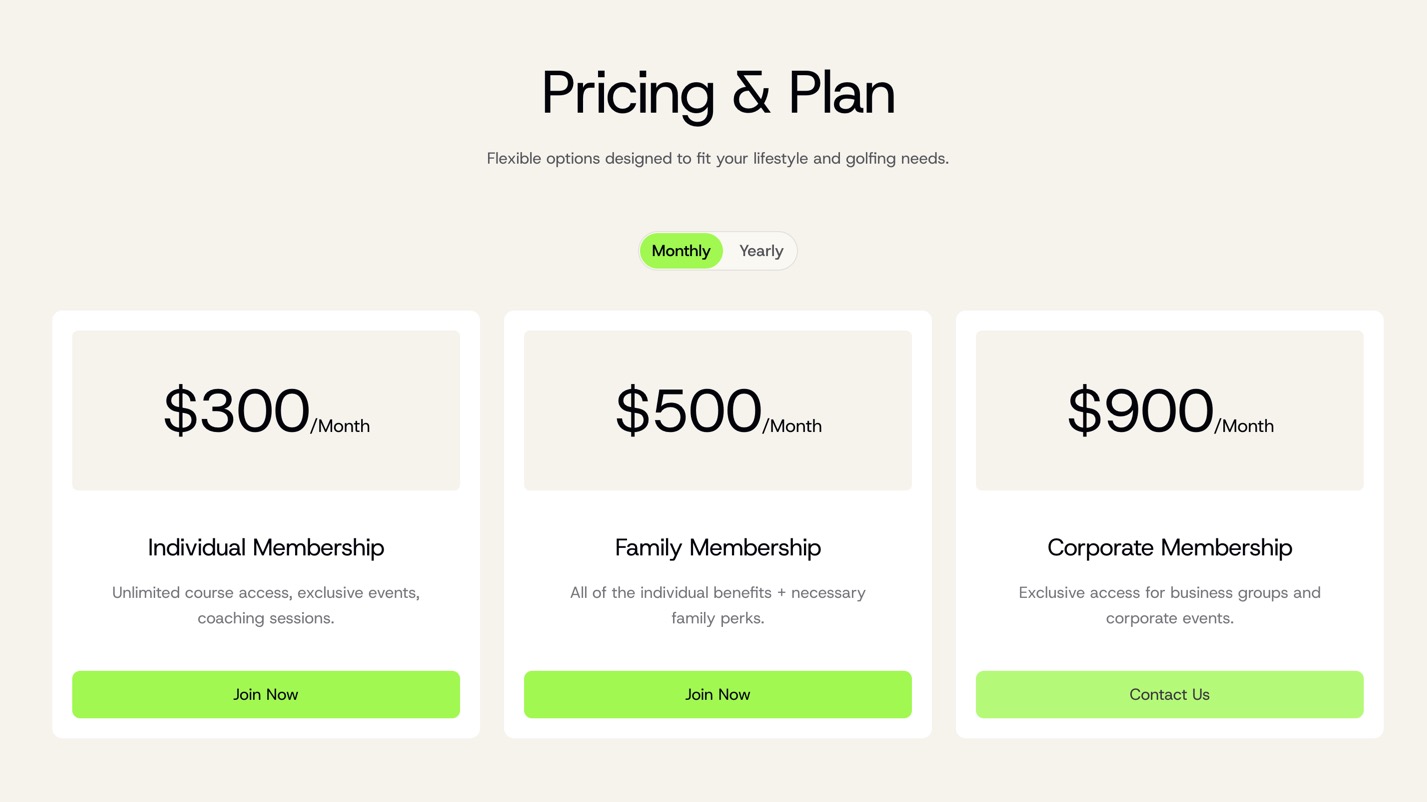 Pricing & Plan
Flexible options designed to fit your lifestyle and golfing needs.
Monthly Yearly
$300/Month
Individual Membership
Unlimited course access, exclusive events,
coaching sessions.
Join Now
$500/Month
Family Membership
All of the individual benefits + necessary
family perks.
Join Now
$900/Month
Corporate Membership
Exclusive access for business groups and
corporate events.
Contact Us